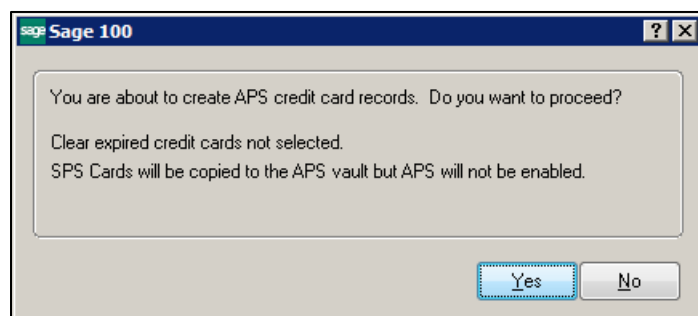 sage Sage 100 ? X
You are about to create APS credit card records. Do you want to proceed?
Clear expired credit cards not selected.
SPS Cards will be copied to the APS vault but APS will not be enabled.
Yes No